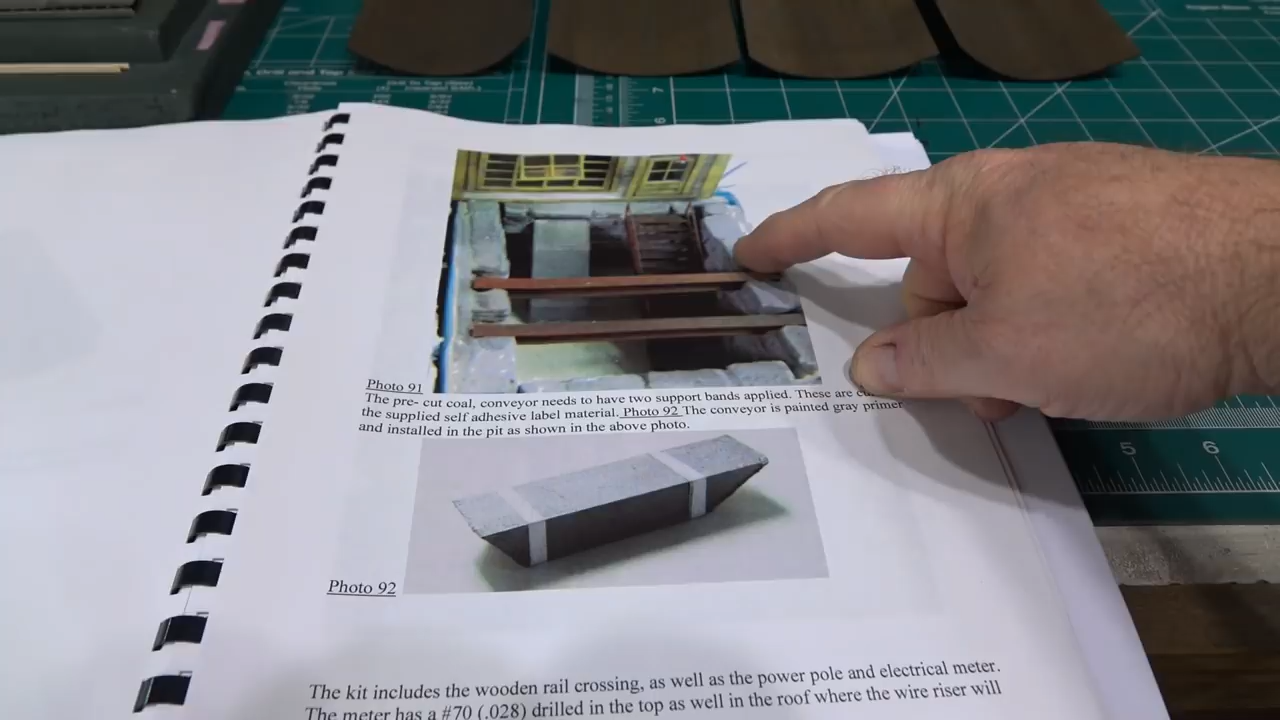 Photo 91
The pre- cut coal, conveyor needs to have two support bands applied. These are
the supplied self adhesive label material. Photo 92 The conveyor is painted gray primer
and installed in the pit as shown in the above photo.
Photo 92
The kit includes the wooden rail crossing, as well as the power pole and electrical meter.
The meter has a #70 (.028) drilled in the top as well in the roof where the wire riser will
7
6
5 6